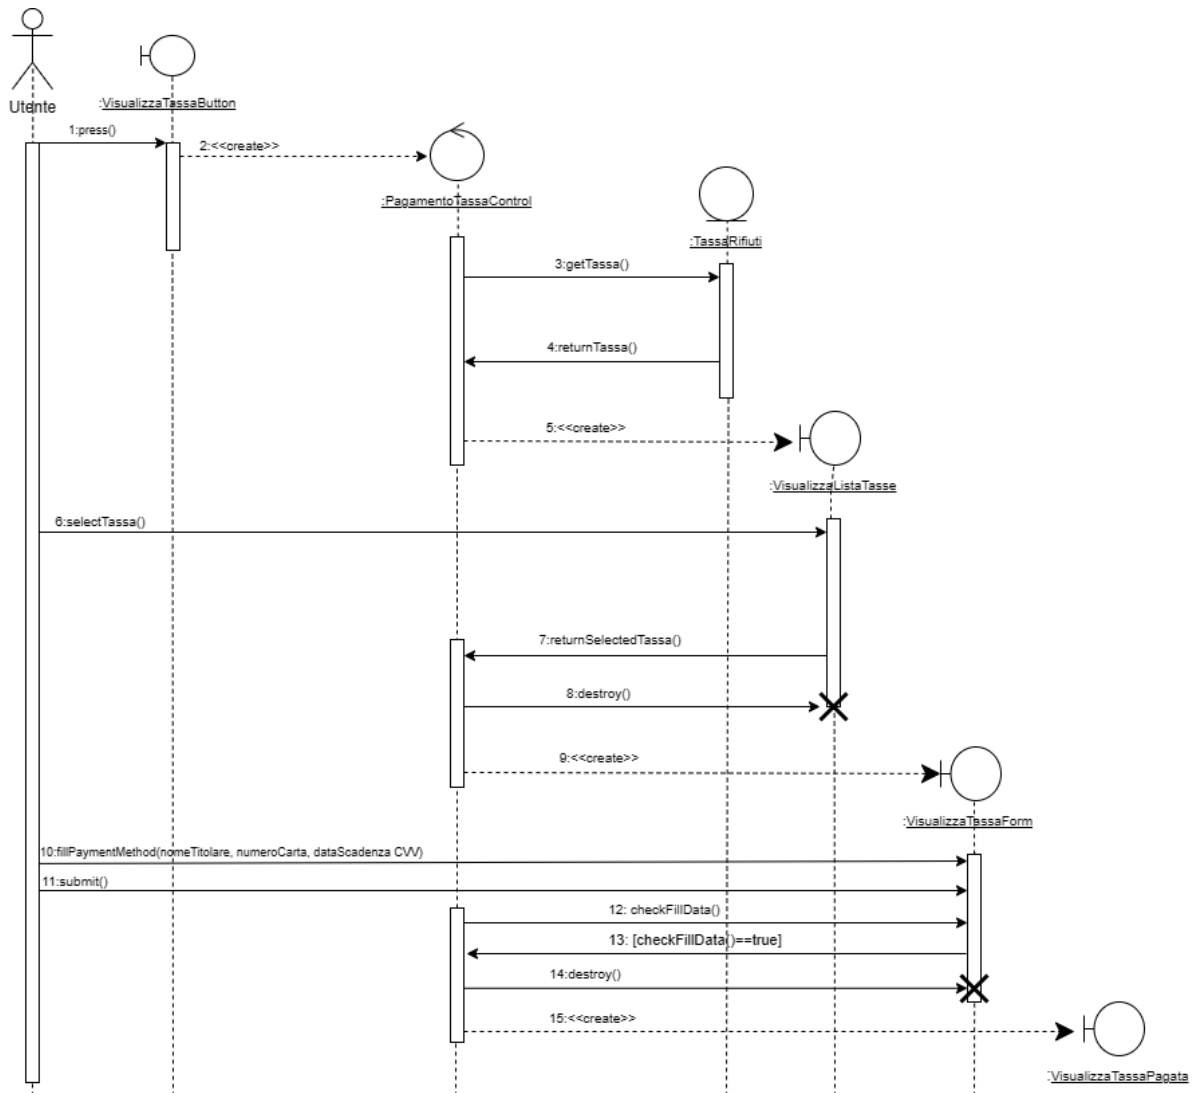 Utente
:VisualizzaTassaButton
1:press()
2:<<create>>
:PagamentoTassaControl
:TassaRifiuti
3:getTassa()
4:returnTassa()
5:<<create>>
:VisualizzaListaTasse
6:selectTassa()
7:returnSelectedTassa()
8:destroy()
9:<<create>>
:VisualizzaTassaForm
10:fillPaymentMethod(nomeTitolare, numeroCarta, dataScadenza CVV)
11:submit()
12: checkFillData()
13: [checkFillData()==true]
14:destroy()
15:<<create>>
:VisualizzaTassaPagata